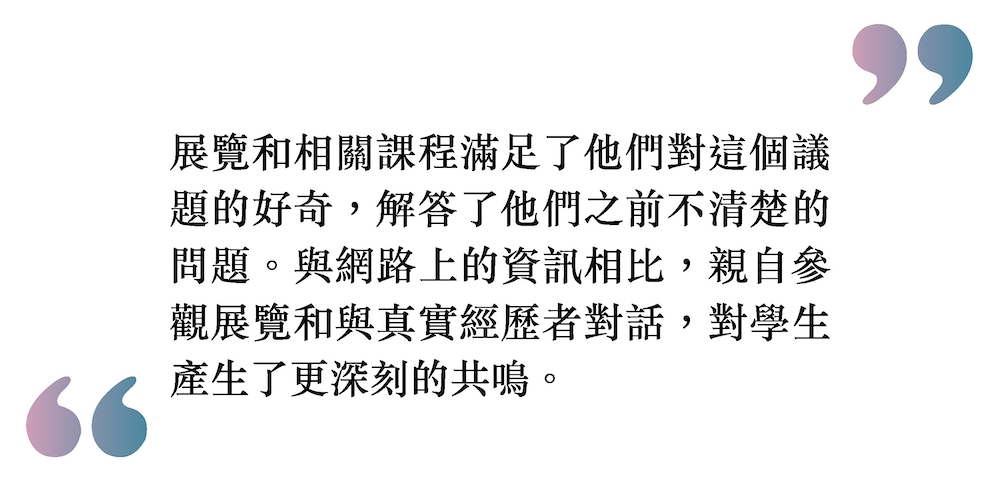 展覽和相關課程滿足了他們對這個議
題的好奇，解答了他們之前不清楚的
問題。與網路上的資訊相比，親自參
觀展覽和與真實經歷者對話，對學生
產生了更深刻的共鳴。